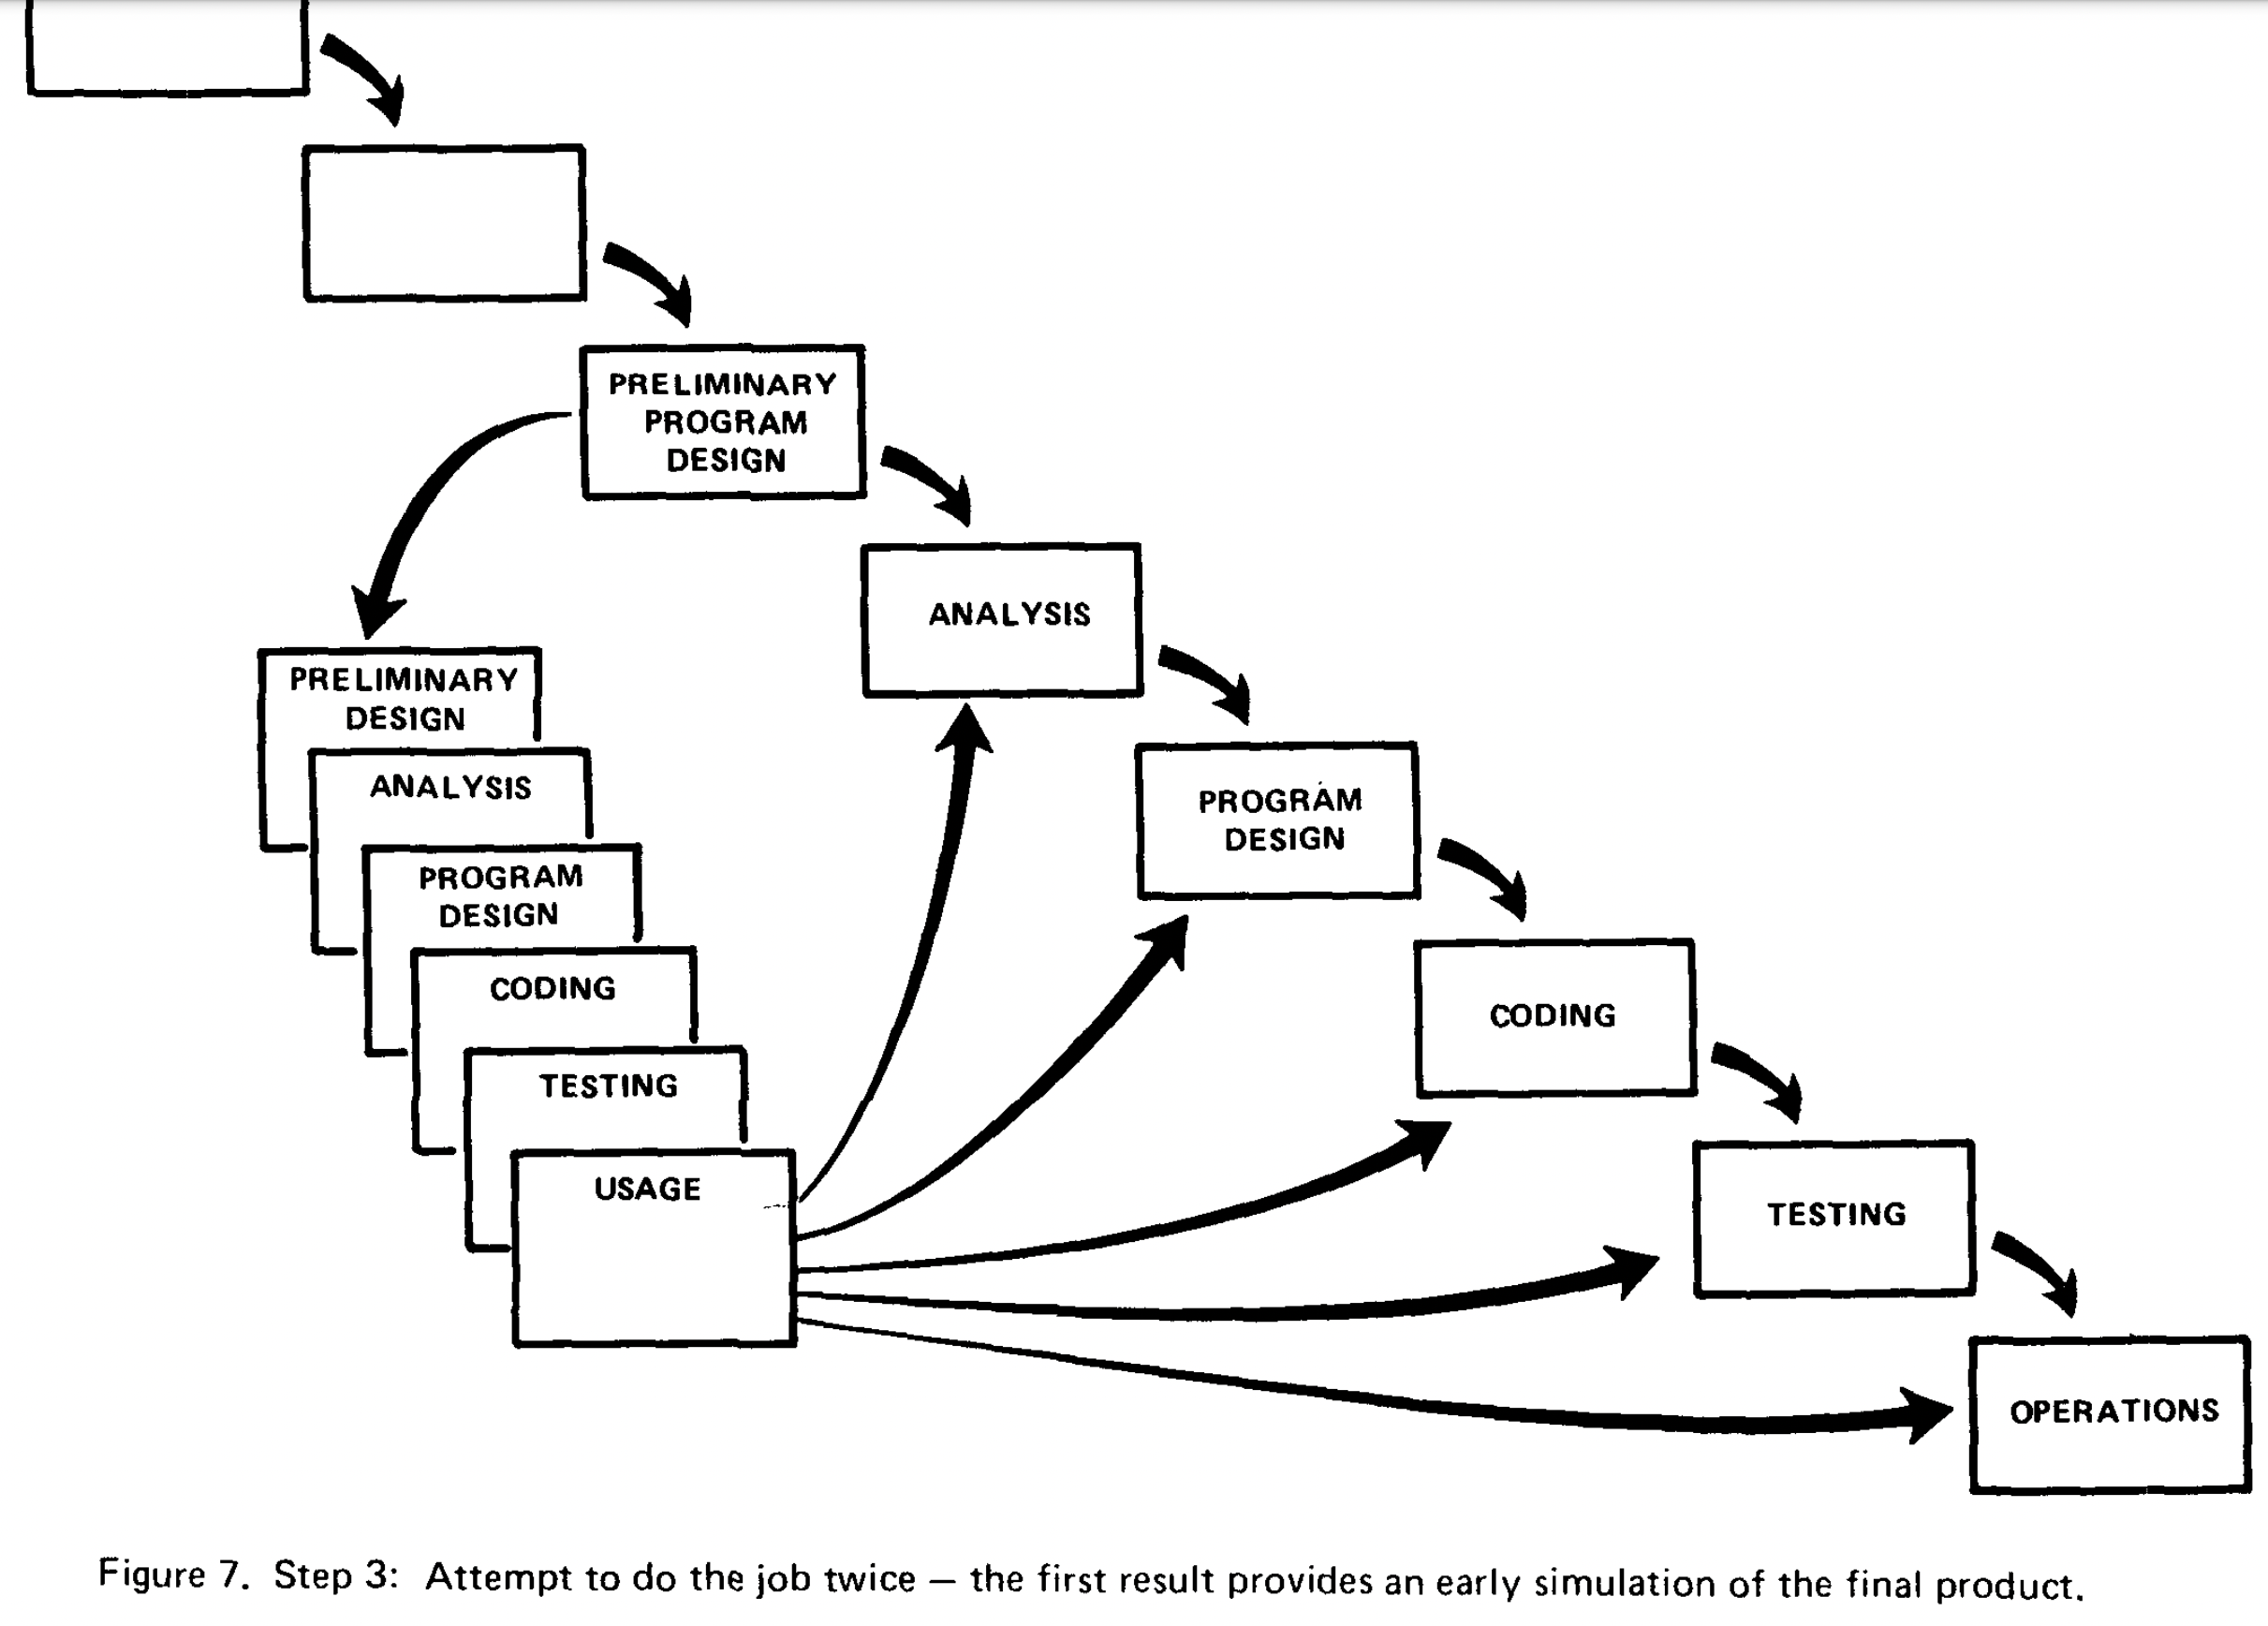 PRELIMINARY
PROGRAM
DESIGN
ANALYSIS
PROGRAM
DESIGN
CODING
TESTING
OPERATIONS
PRELIMINARY
DESIGN
ANALYSIS
PROGRAM
DESIGN
CODING
TESTING
USAGE
Figure 7. Step 3: Attempt to do the job twice — the first result provides an early simulation of the final product.